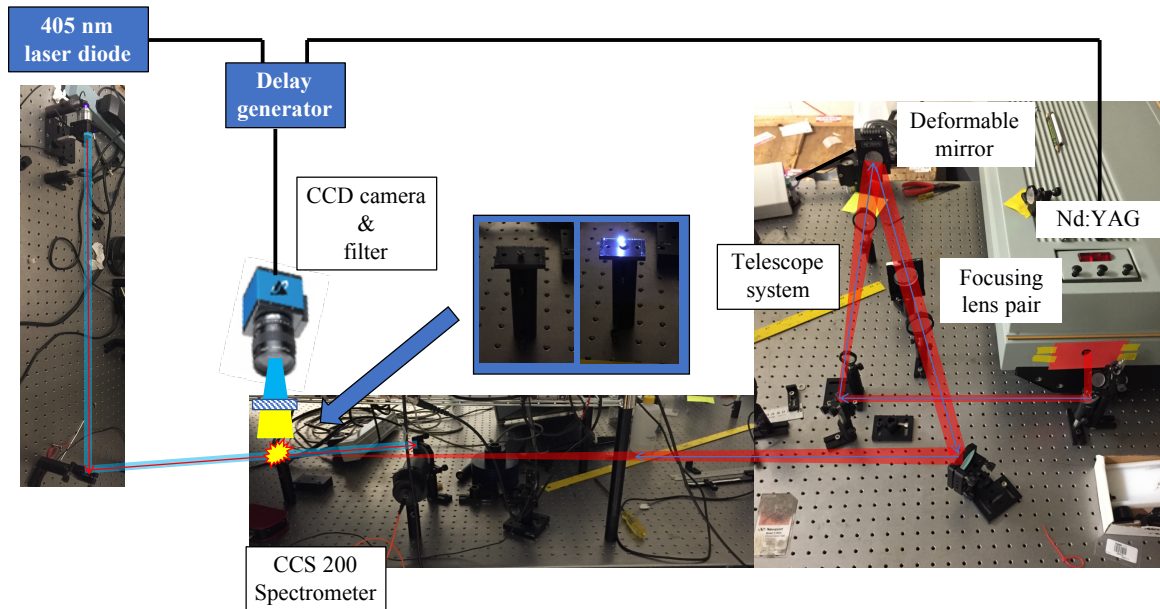 405 nm
laser diode
Delay
generator
CCD camera
&
filter
Deformable
mirror
Nd:YAG
Telescope
system
Focusing
lens pair
CCS 200
Spectrometer